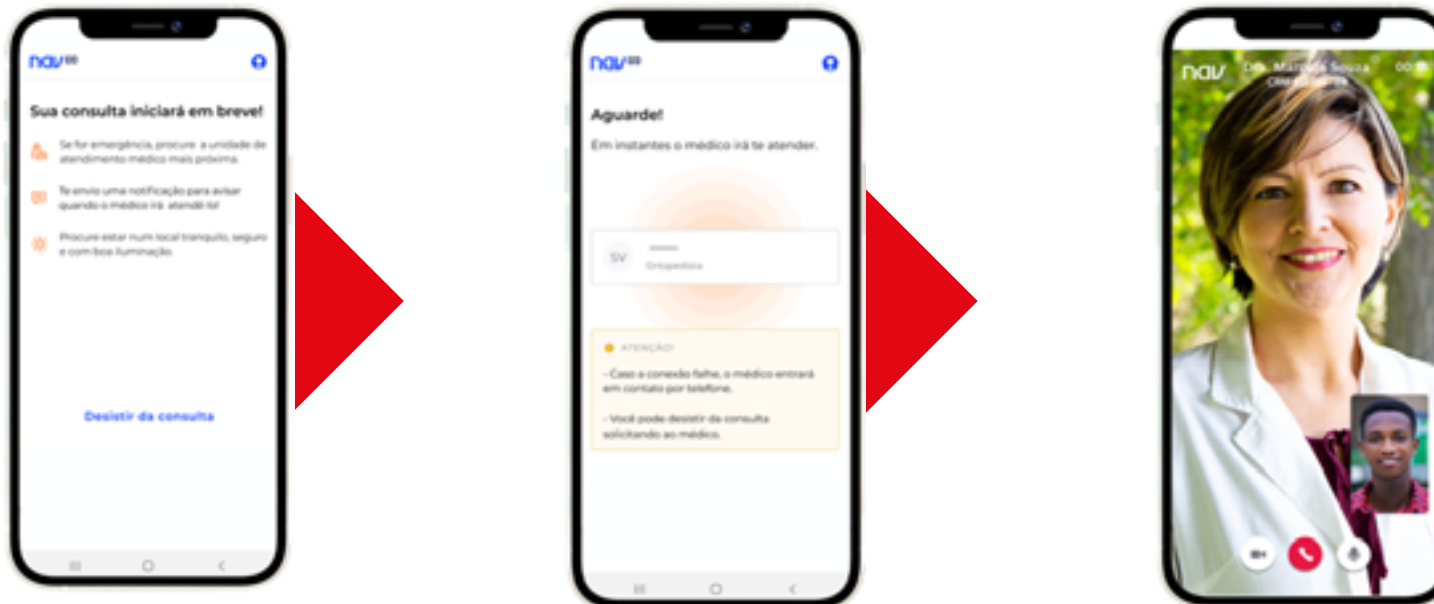 nav
Sua consulta iniciará em breve!
Se for emergência, procure a unidade de
atendimento médico mais próxima.
Te envio uma notificação para avisar
quando o médico irá atendê-lo!
Procure estar num local tranquilo, seguro
e com boa iluminação.
Desistir da consulta
nav
Aguarde!
Em instantes o médico irá te atender.
SV
Ortopedista
ATENÇÃO!
- Caso a conexão falhe, o médico entrará
em contato por telefone.
- Você pode desistir da consulta
solicitando ao médico.
nav
Souza